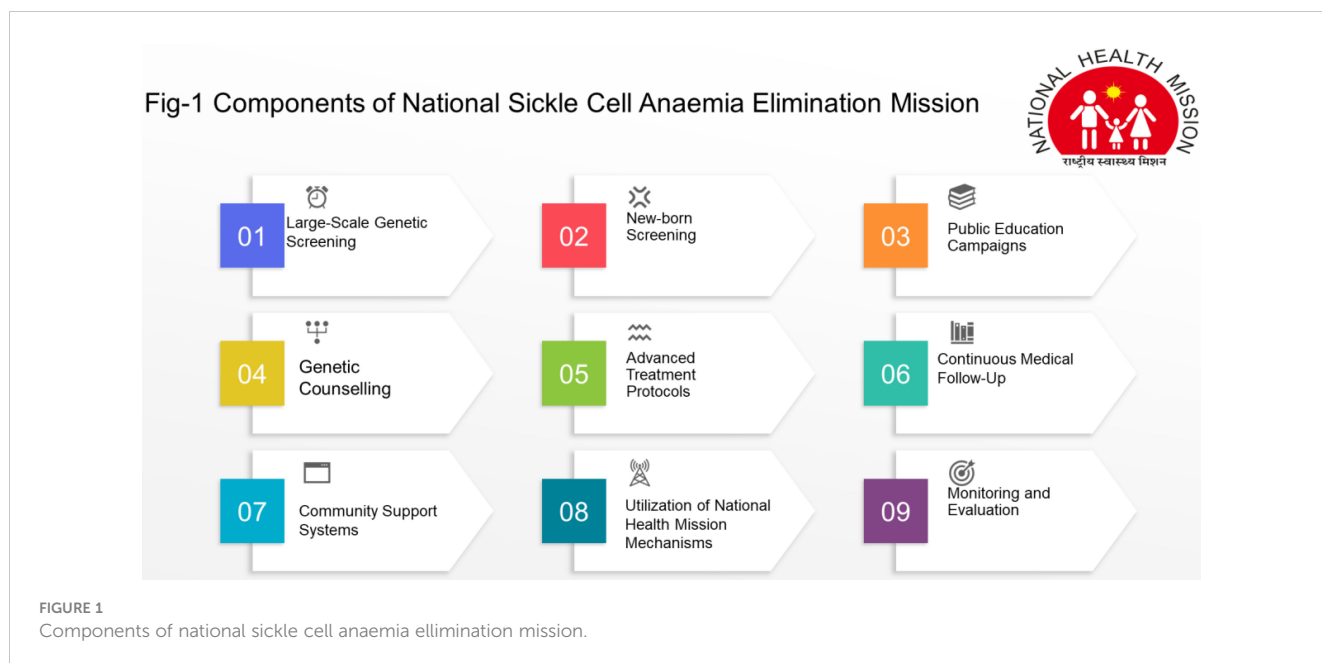 Fig-1 Components of National Sickle Cell Anaemia Elimination Mission
NATIONAL HEALTH MISSION
राष्ट्रीय स्वास्थ्य मिशन
01
Large-Scale Genetic
Screening
02
New-born
Screening
03
Public Education
Campaigns
04
Genetic
Counselling
05
Advanced
Treatment
Protocols
06
Continuous Medical
Follow-Up
07
Community Support
Systems
08
Utilization of National
Health Mission
Mechanisms
09
Monitoring and
Evaluation
FIGURE 1
Components of national sickle cell anaemia ellimination mission.